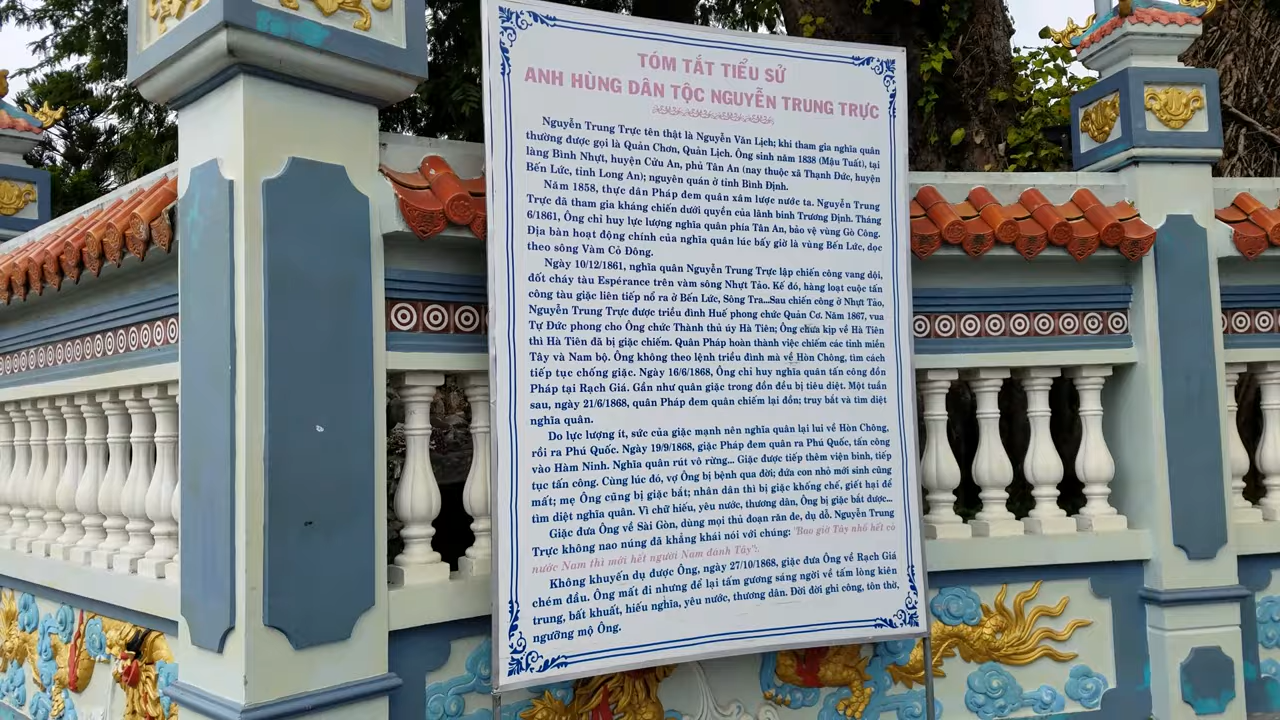 TÓM TẮT TIỂU SỬ
ANH HÙNG DÂN TỘC NGUYỄN TRUNG TRỰC
Nguyễn Trung Trực tên thật là Nguyễn Văn Lịch; khi tham gia nghĩa quân
thường được gọi là Quản Chơn, Quản Lịch. Ông sinh năm 1838 (Mậu Tuất), tại
làng Bình Nhựt, huyện Cửu An, phủ Tân An (nay thuộc xã Thạnh Đức, huyện
Bến Lức, tỉnh Long An); nguyên quán ở tỉnh Bình Định.
Năm 1858, thực dân Pháp đem quân xâm lược nước ta. Nguyễn Trung
Trực đã tham gia kháng chiến dưới quyền của lãnh binh Trương Định. Tháng
6/1861, Ông chỉ huy lực lượng nghĩa quân phía Tân An, bảo vệ vùng Gò Công.
Địa bàn hoạt động chính của nghĩa quân lúc bấy giờ là vùng Bến Lức, dọc
theo sông Vàm Cỏ Đông.
Ngày 10/12/1861, nghĩa quân Nguyễn Trung Trực lập chiến công vang dội,
đốt cháy tàu Espérance trên vàm sông Nhựt Tảo. Kế đó, hàng loạt cuộc tấn
công tàu giặc liên tiếp nổ ra ở Bến Lức, Sông Tra...Sau chiến công ở Nhựt Tảo,
Nguyễn Trung Trực được triều đình Huế phong chức Quản Cơ. Năm 1867, vua
Tự Đức phong cho Ông chức Thành thủ úy Hà Tiên; Ông chưa kịp về Hà Tiên
thì Hà Tiên đã bị giặc chiếm. Quân Pháp hoàn thành việc chiếm các tỉnh miền
Tây và Nam bộ. Ông không theo lệnh triều đình mà về Hòn Chông, tìm cách
tiếp tục chống giặc. Ngày 16/6/1868, Ông chỉ huy nghĩa quân tấn công đồn
Pháp tại Rạch Giá. Gần như quân giặc trong đồn đều bị tiêu diệt. Một tuần
sau, ngày 21/6/1868, quân Pháp đem quân chiếm lại đồn; truy bắt và tìm diệt
nghĩa quân.
Do lực lượng ít, sức của giặc mạnh nên nghĩa quân lại lui về Hòn Chông,
rồi ra Phú Quốc. Ngày 19/9/1868, giặc Pháp đem quân ra Phú Quốc, tấn công
vào Hàm Ninh. Nghĩa quân rút vô rừng... Giặc được tiếp thêm viện binh, tiếp
tục tấn công. Cùng lúc đó, vợ Ông bị bệnh qua đời; đứa con nhỏ mới sinh cũng
mất; mẹ Ông cũng bị giặc bắt; nhân dân thì bị giặc khống chế, giết hại để
tìm diệt nghĩa quân. Vì chữ hiếu, yêu nước, thương dân, Ông bị giặc bắt được...
Giặc đưa Ông về Sài Gòn, dùng mọi thủ đoạn răn đe, dụ dỗ. Nguyễn Trung
Trực không nao núng đã khẳng khái nói với chúng: "Bao giờ Tây nhổ hết cỏ
nước Nam thì mới hết người Nam đánh Tây":.
Không khuyến dụ được Ông, ngày 27/10/1868, giặc đưa Ông về Rạch Giá
chém đầu. Ông mất đi nhưng để lại tấm gương sáng ngời về tấm lòng kiên
trung, bất khuất, hiếu nghĩa, yêu nước, thương dân. Đời đời ghi công, tôn thờ,
ngưỡng mộ Ông.